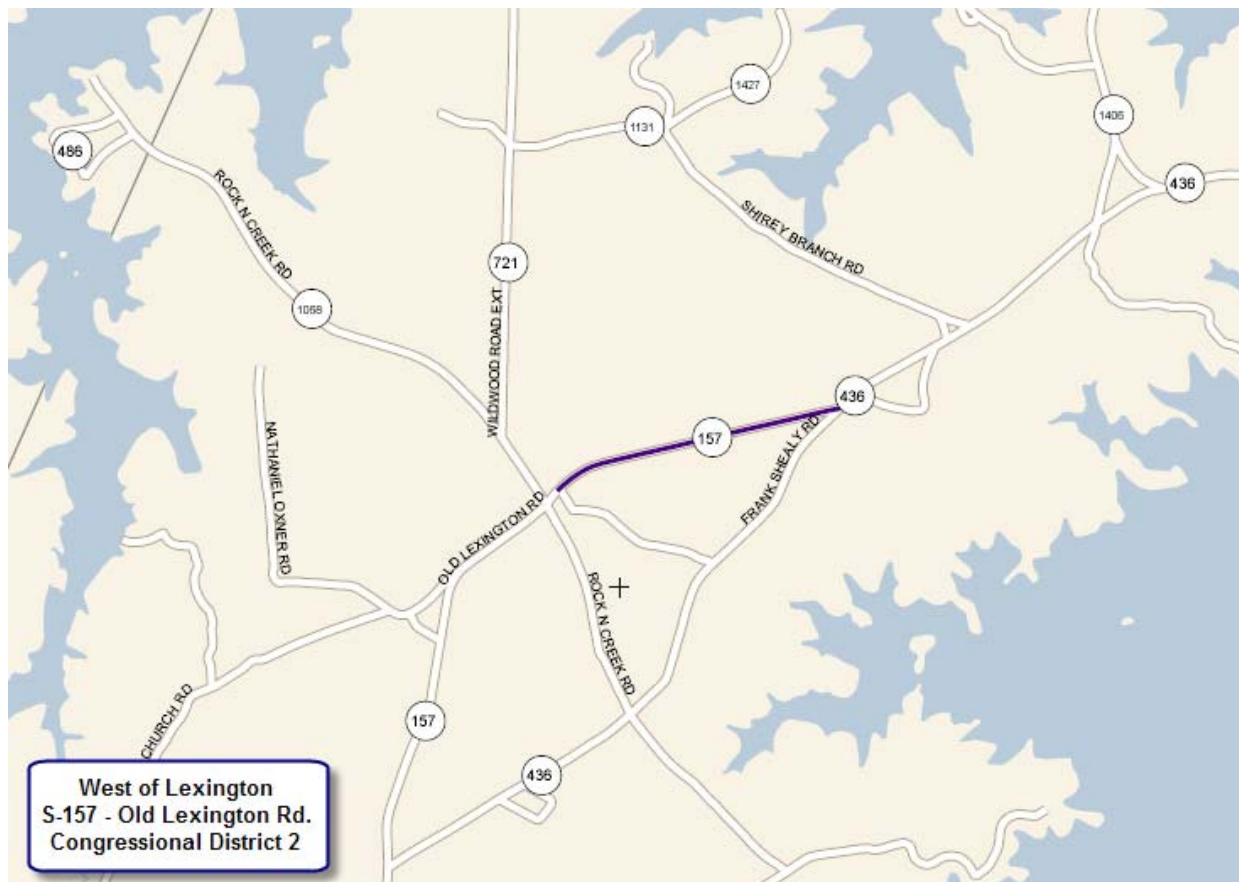 1427
1406
1131
486
436
ROCK N CREEK RD
SHIREY BRANCH RD
721
1058
WILDWOOD ROAD EXT
436
157
NATHANIEL OXNER RD
FRANK SHEALY RD
OLD LEXINGTON RD
ROCK N CREEK RD
CHURCH RD
157
436
West of Lexington
S-157 - Old Lexington Rd.
Congressional District 2